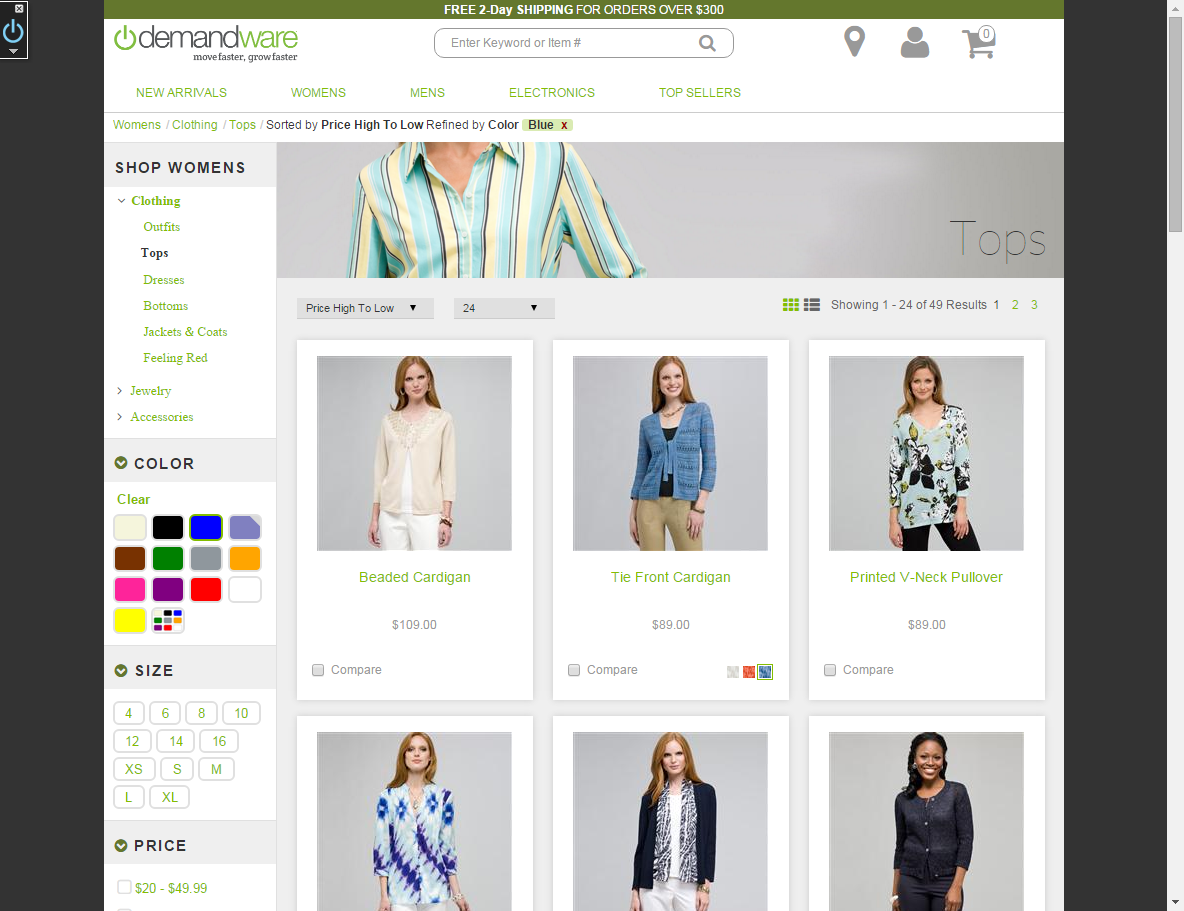 FREE 2-Day SHIPPING FOR ORDERS OVER $300
demandware
move faster, grow faster
Enter Keyword or Item #
0
NEW ARRIVALS WOMENS MENS ELECTRONICS TOP SELLERS
Womens / Clothing / Tops / Sorted by Price High To Low Refined by Color Blue x
SHOP WOMENS
Clothing
Outfits
Tops
Dresses
Bottoms
Jackets & Coats
Feeling Red
Jewelry
Accessories
COLOR
Clear
SIZE
4 6 8 10
12 14 16
XS S M
L XL
PRICE
$20 - $49.99
Tops
Price High To Low 24 Showing 1 - 24 of 49 Results 1 2 3
Beaded Cardigan
$109.00
Compare
Tie Front Cardigan
$89.00
Compare
Printed V-Neck Pullover
$89.00
Compare